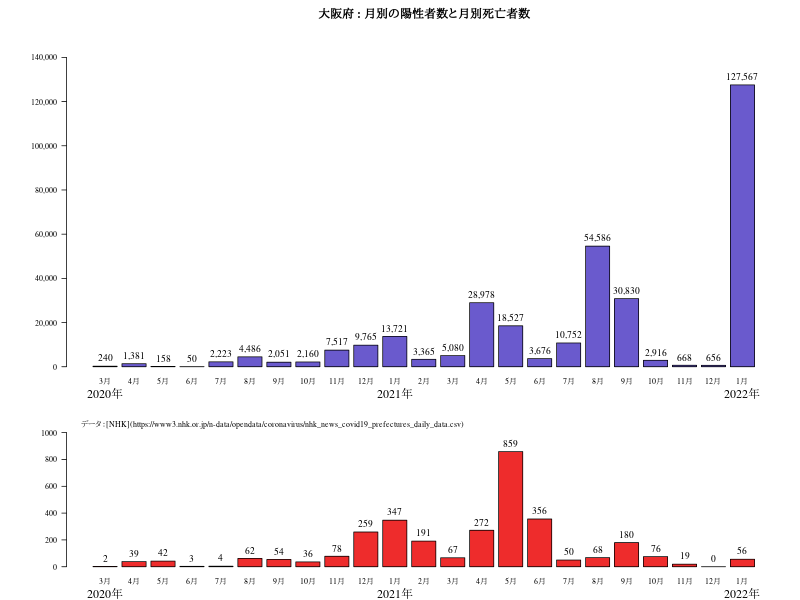 大阪府 : 月別の陽性者数と月別死亡者数
140,000
120,000
100,000
80,000
60,000
40,000
20,000
0
240 1,381 158 50 2,223 4,486 2,051 2,160 7,517 9,765 13,721 3,365 5,080 28,978 18,527 3,676 10,752 54,586 30,830 2,916 668 656 127,567
3月 4月 5月 6月 7月 8月 9月 10月 11月 12月 1月 2月 3月 4月 5月 6月 7月 8月 9月 10月 11月 12月 1月
2020年 2021年 2022年
データ:[NHK](https://www3.nhk.or.jp/n-data/opendata/coronavirus/nhk_news_covid19_prefectures_daily_data.csv)
1000
800
600
400
200
0
2 39 42 3 4 62 54 36 78 259 347 191 67 272 859 356 50 68 180 76 19 0 56
3月 4月 5月 6月 7月 8月 9月 10月 11月 12月 1月 2月 3月 4月 5月 6月 7月 8月 9月 10月 11月 12月 1月
2020年 2021年 2022年